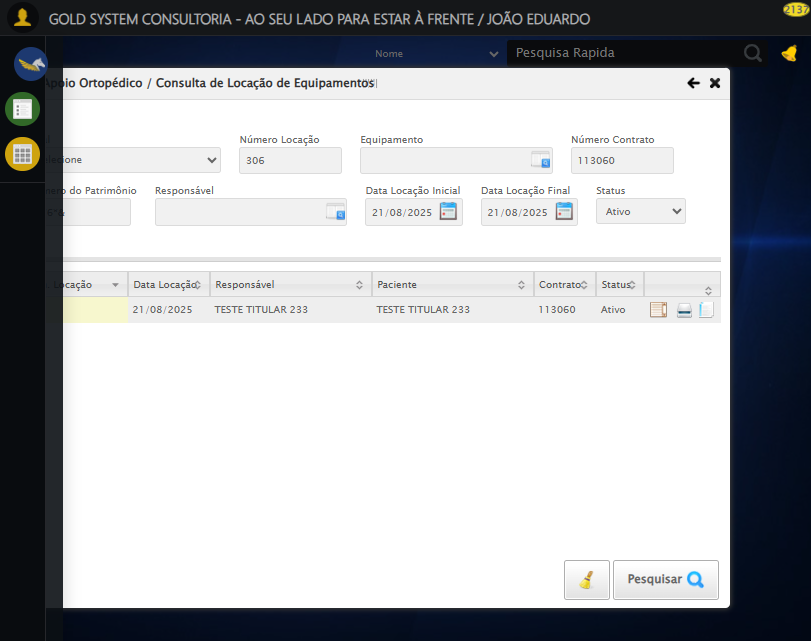 2137
GOLD SYSTEM CONSULTORIA - AO SEU LADO PARA ESTAR À FRENTE / JOÃO EDUARDO
Nome Pesquisa Rapida
Apoio Ortopédico / Consulta de Locação de Equipamentos
Número Locação Equipamento Número Contrato
306 113060
do Patrimônio Responsável Data Locação Inicial Data Locação Final Status
21/08/2025 21/08/2025 Ativo
Locação Data Locação Responsável Paciente Contrato Status
21/08/2025 TESTE TITULAR 233 TESTE TITULAR 233 113060 Ativo
Pesquisar